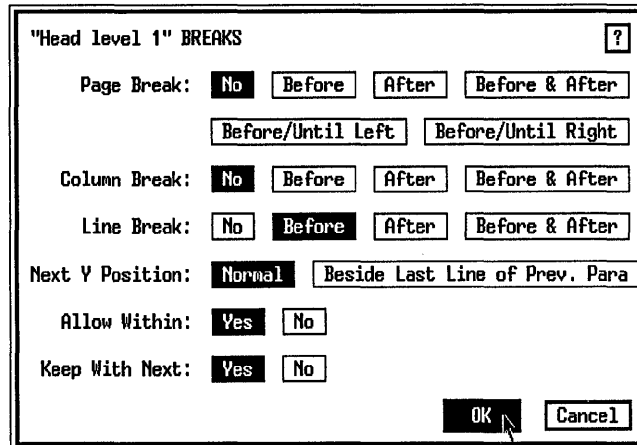 "Head level 1" BREAKS ?
Page Break: No Before After Before & After
Before/Until Left Before/Until Right
Column Break: No Before After Before & After
Line Break: No Before After Before & After
Next Y Position: Normal Beside Last Line of Prev. Para
Allow Within: Yes No
Keep With Next: Yes No
OK Cancel